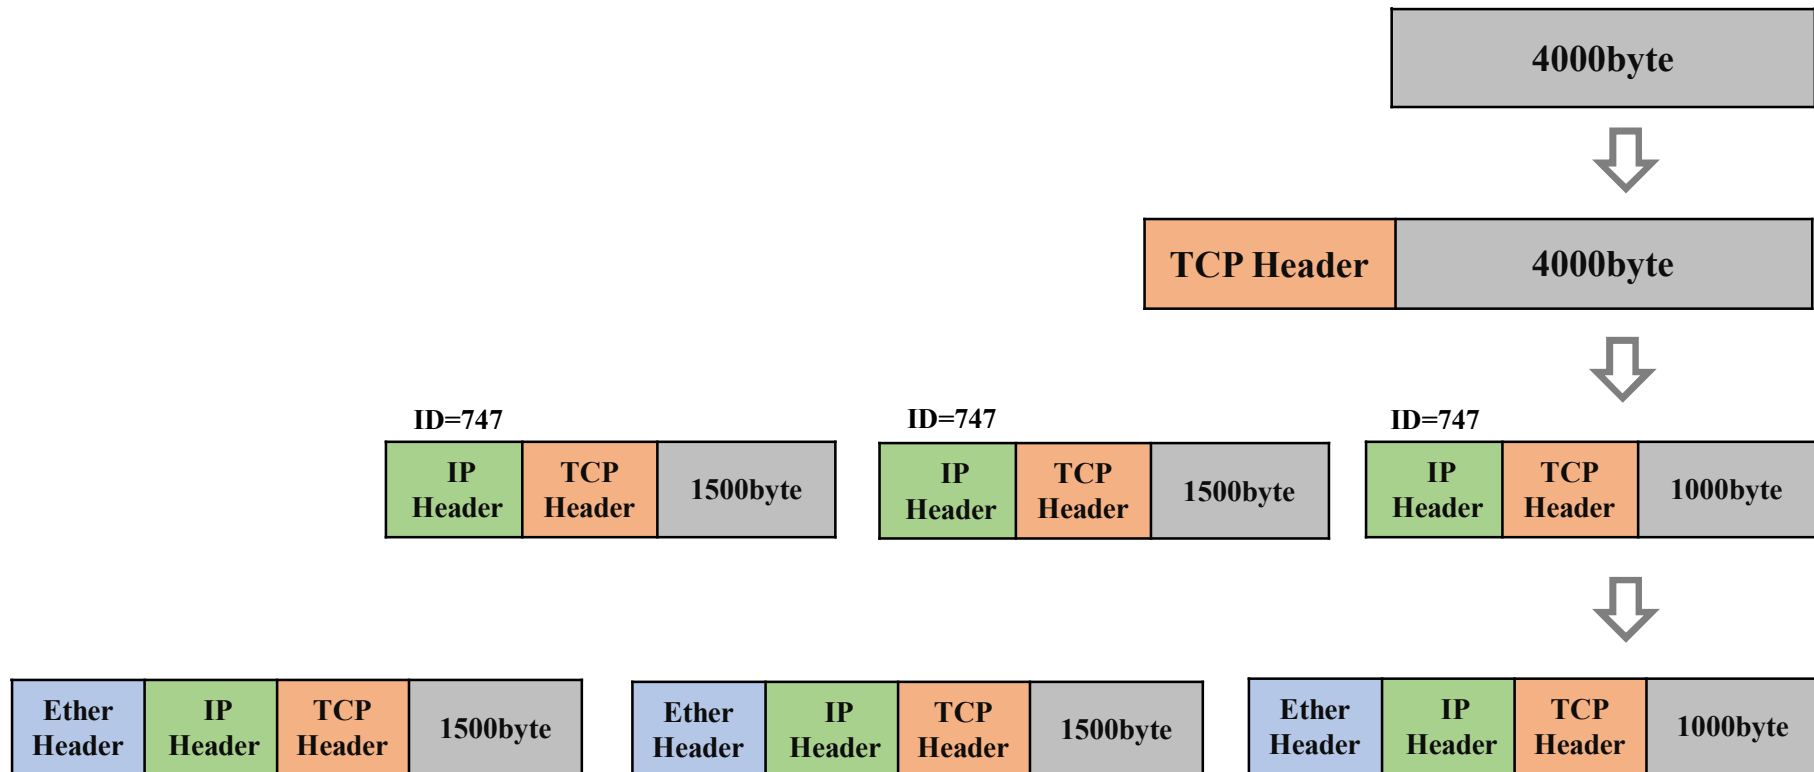 4000byte
TCP Header
4000byte
ID=747
ID=747
ID=747
IP
Header
TCP
Header
1500byte
IP
Header
TCP
Header
1500byte
IP
Header
TCP
Header
1000byte
Ether
Header
IP
Header
TCP
Header
1500byte
Ether
Header
IP
Header
TCP
Header
1500byte
Ether
Header
IP
Header
TCP
Header
1000byte